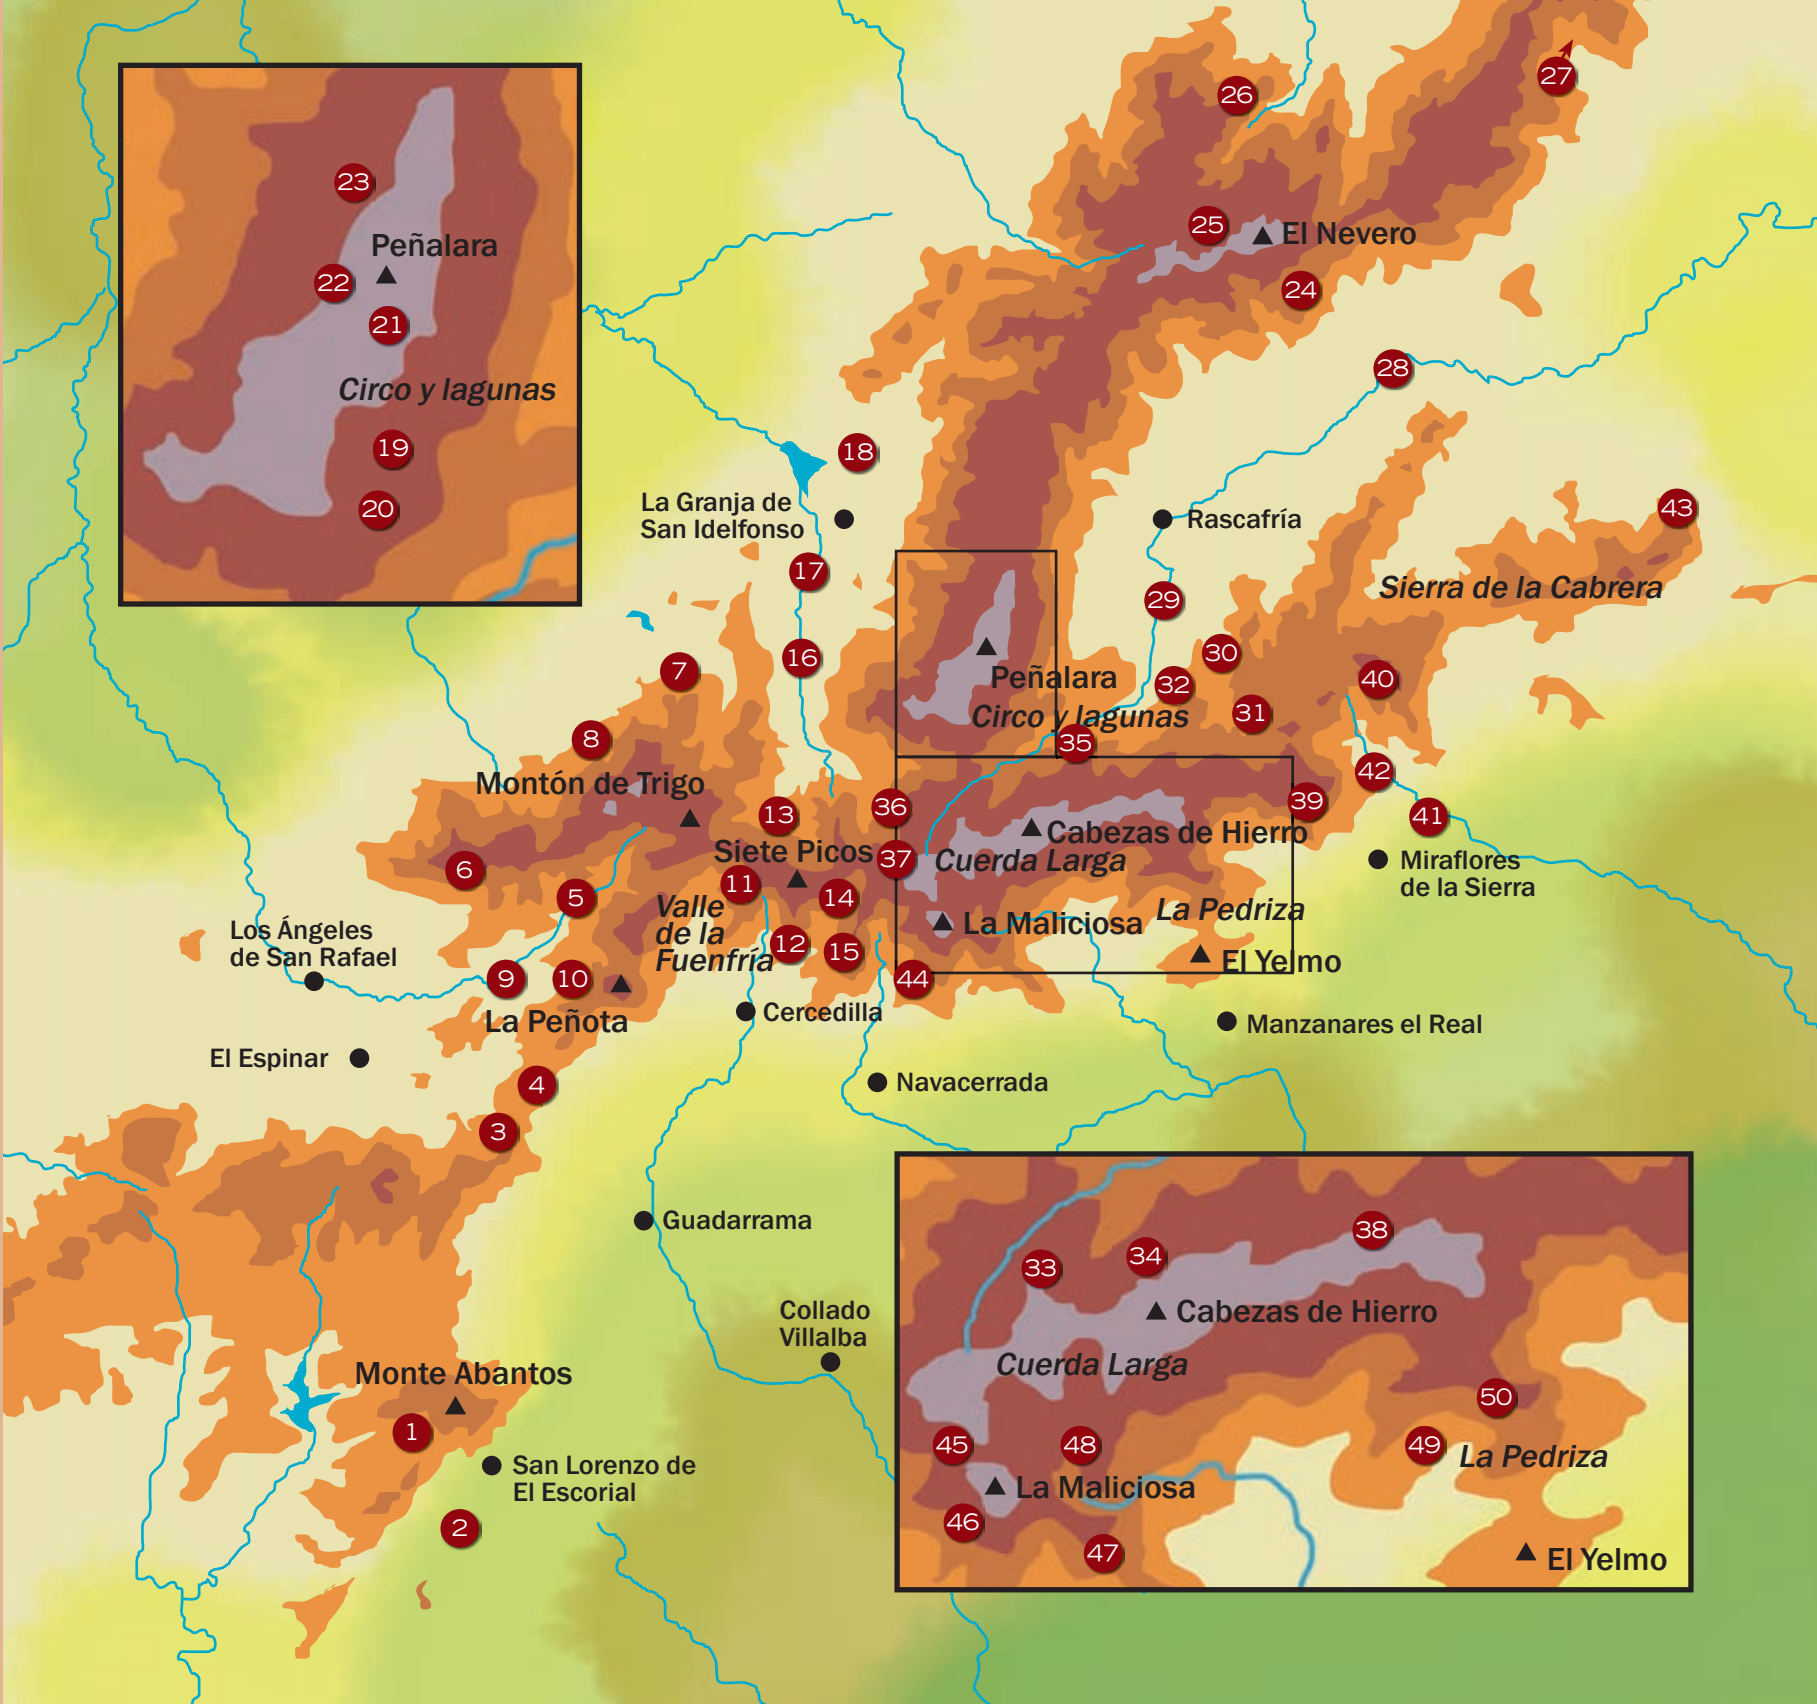 26
27
23
Peñalara
22
21
Circo y lagunas
19
20
25
El Nevero
24
28
18
La Granja de
San Idelfonso
17
Rascafría
43
29
Sierra de la Cabrera
16
7
30
Peñalara
32
40
Circo y lagunas
31
8
35
Montón de Trigo
42
36
39
13
41
Cabezas de Hierro
Siete Picos
37
Cuerda Larga
Miraflores
de la Sierra
6
11
5
14
Valle
de la
Fuenfría
La Maliciosa
La Pedriza
Los Ángeles
de San Rafael
12
15
El Yelmo
9
10
44
La Peñota
Cercedilla
Manzanares el Real
El Espinar
4
Navacerrada
3
Guadarrama
38
34
33
Collado
Villalba
Cabezas de Hierro
Cuerda Larga
Monte Abantos
50
1
45
48
49
La Pedriza
San Lorenzo de
El Escorial
La Maliciosa
2
46
47
El Yelmo